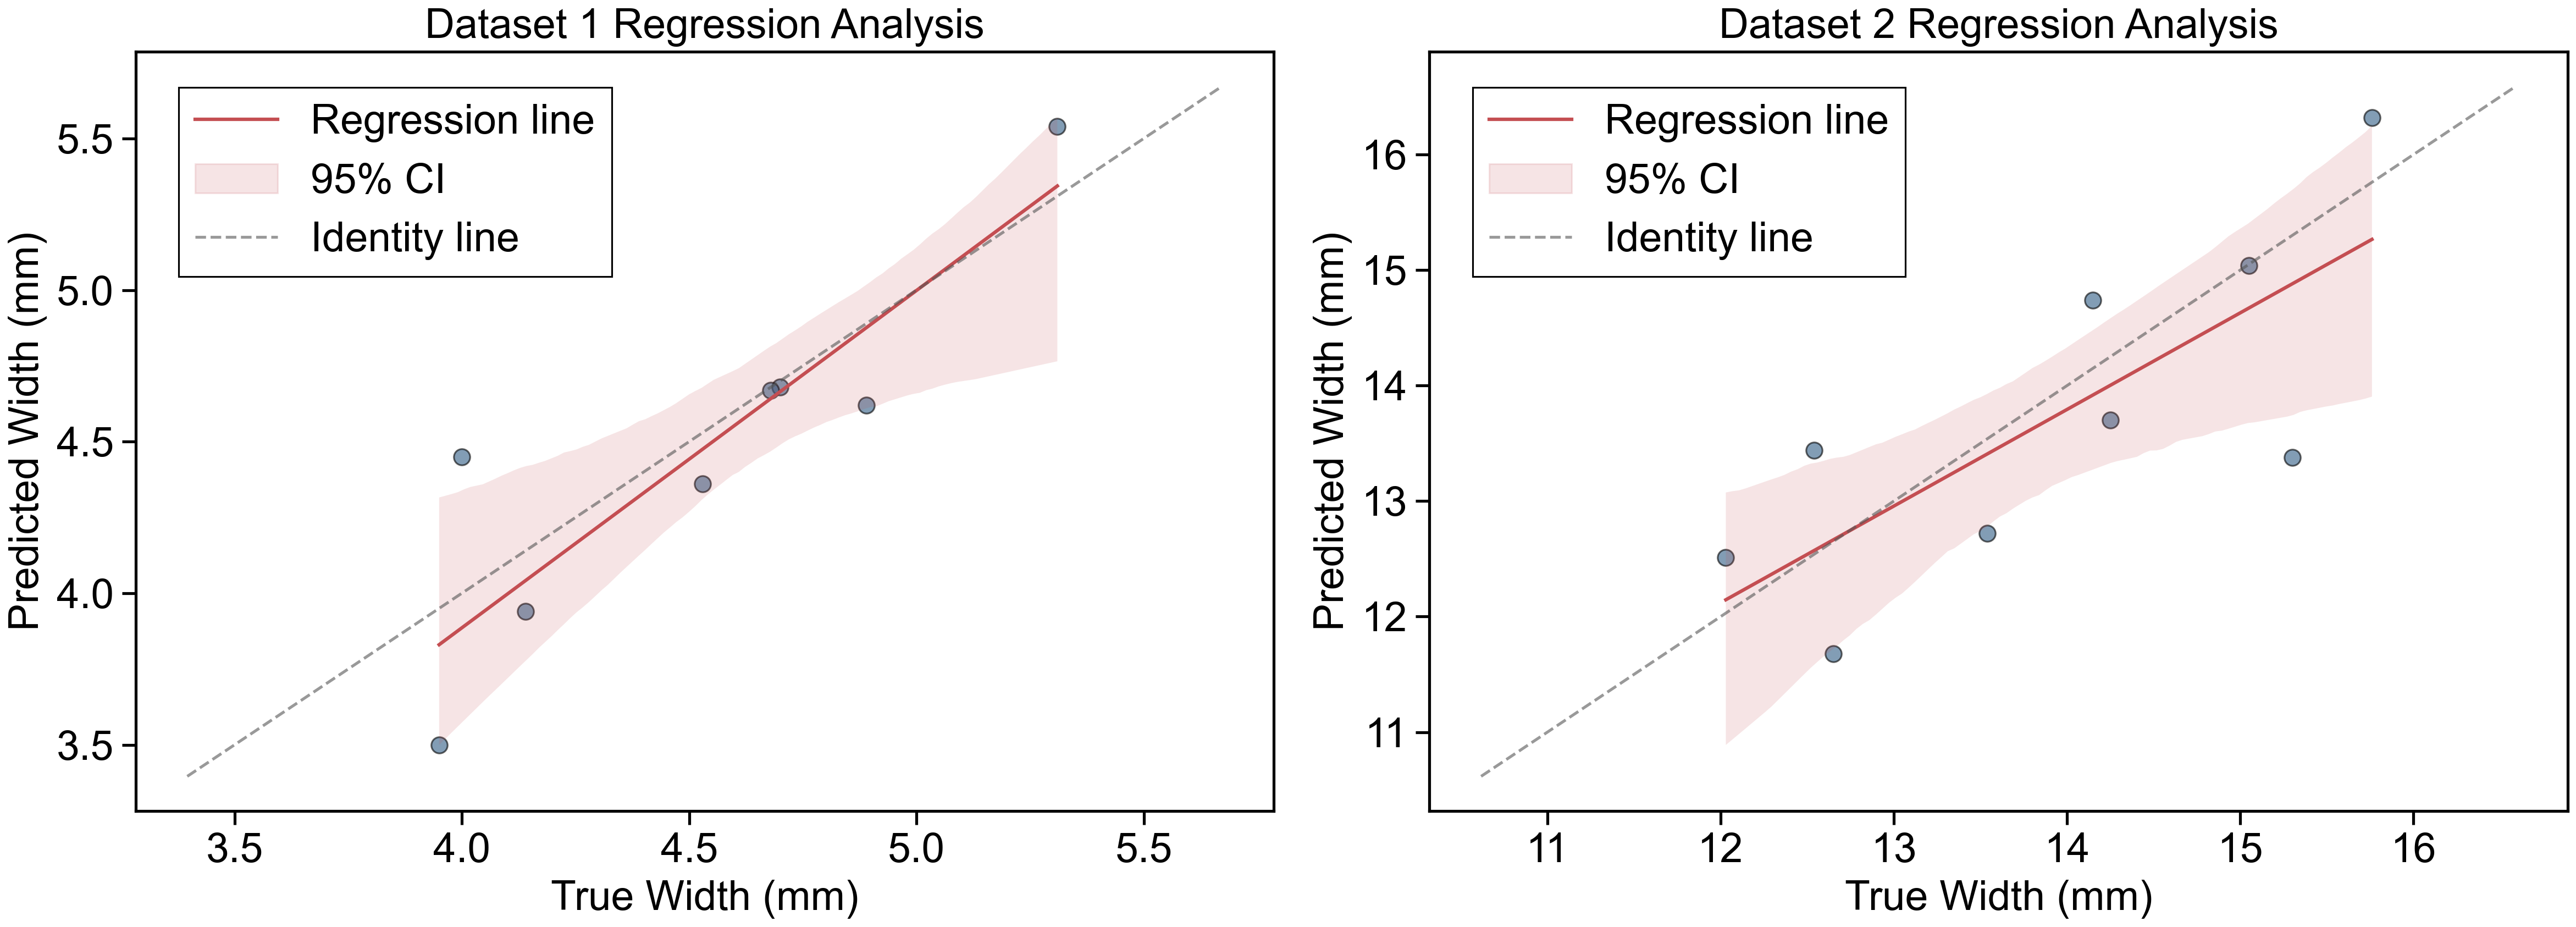 Dataset 1 Regression Analysis
Regression line
95% CI
Identity line
Predicted Width (mm)
5.5
5.0
4.5
4.0
3.5
3.5 4.0 4.5 5.0 5.5
True Width (mm)
Dataset 2 Regression Analysis
Regression line
95% CI
Identity line
Predicted Width (mm)
16
15
14
13
12
11
11 12 13 14 15 16
True Width (mm)